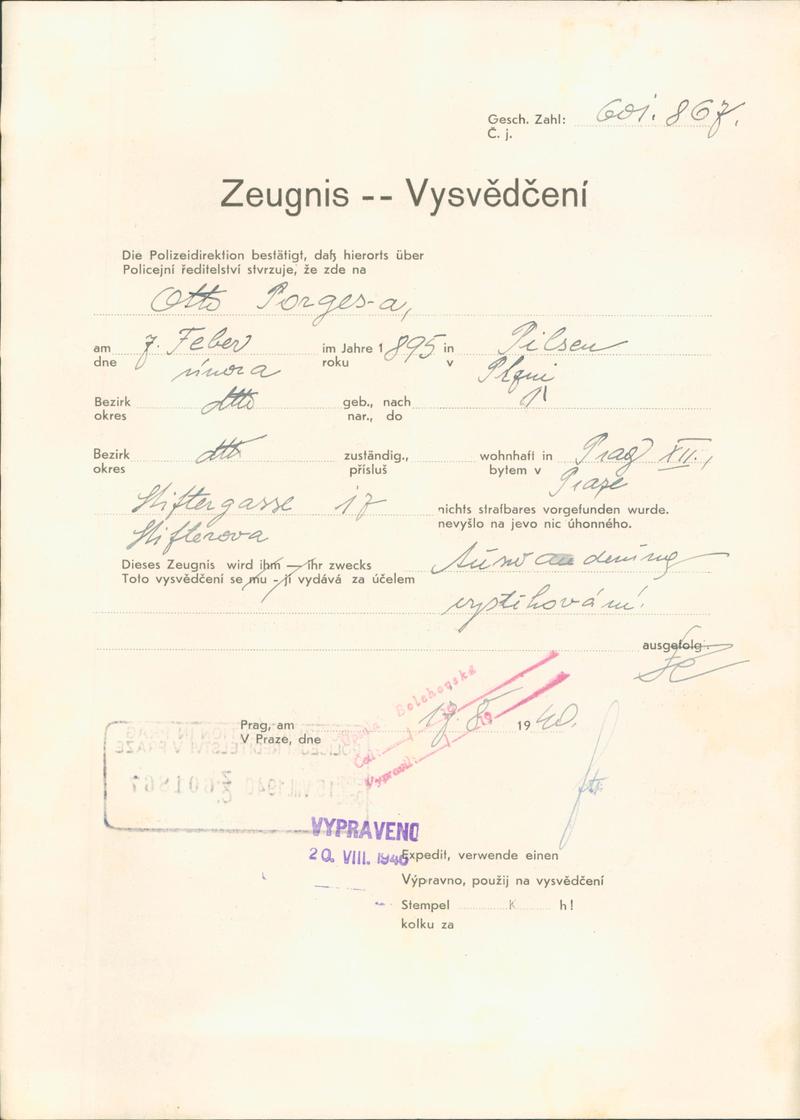 Gesch. Zahl: 601.867.
Č. j.
Zeugnis -- Vysvědčení
Die Polizeidirektion bestätigt, daß hierorts über
Policejní ředitelství stvrzuje, že zde na
Otto Porges-a,
am 7. Feber im Jahre 1895 in Pilsen
dne února roku v Plzni
Bezirk dtto geb., nach
okres nar., do
Bezirk dtto zuständig., wohnhaft in Prag XII.,
okres přísluš bytem v Praze
Stiftergasse 17 nichts strafbares vorgefunden wurde.
Stifterova nevyšlo na jevo nic úhonného.
Dieses Zeugnis wird ihm — ihr zwecks
Toto vysvědčení se mu - jí vydává za účelem
vystěhování.
ausgefolg.
Prag, am 17. 8. 1940.
V Praze, dne
VYPRAVENO
20. VIII. 1940
Expedit, verwende einen
Výpravno, použij na vysvědčení
Stempel K h!
kolku za